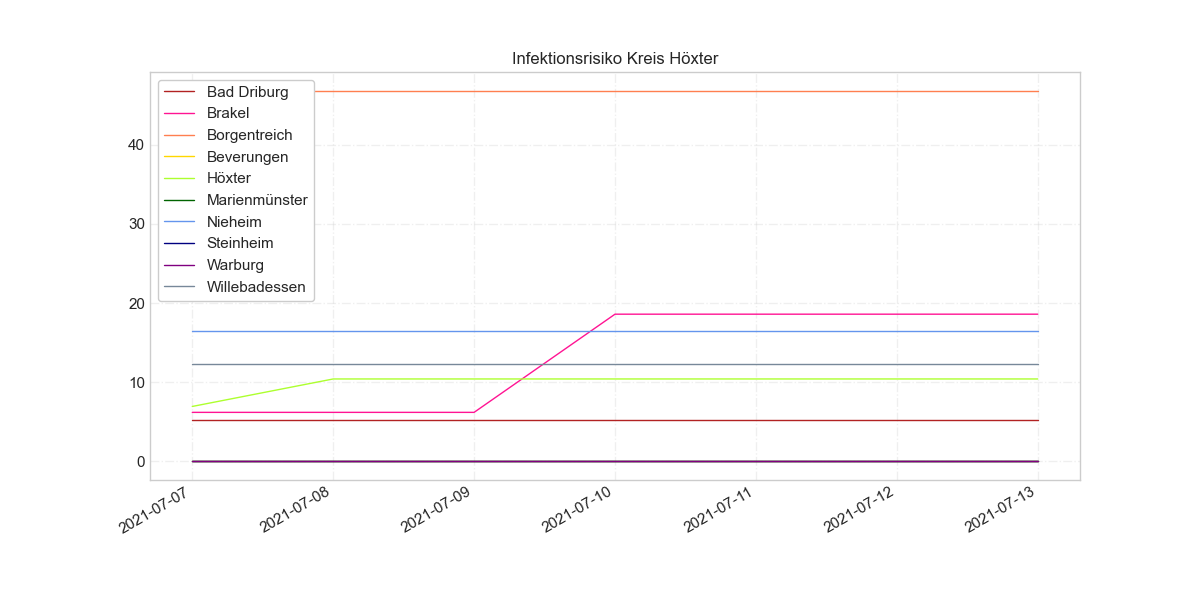 Infektionsrisiko Kreis Höxter
Bad Driburg
Brakel
Borgentreich
Beverungen
Höxter
Marienmünster
Nieheim
Steinheim
Warburg
Willebadessen
40
30
20
10
0
2021-07-07
2021-07-08
2021-07-09
2021-07-10
2021-07-11
2021-07-12
2021-07-13